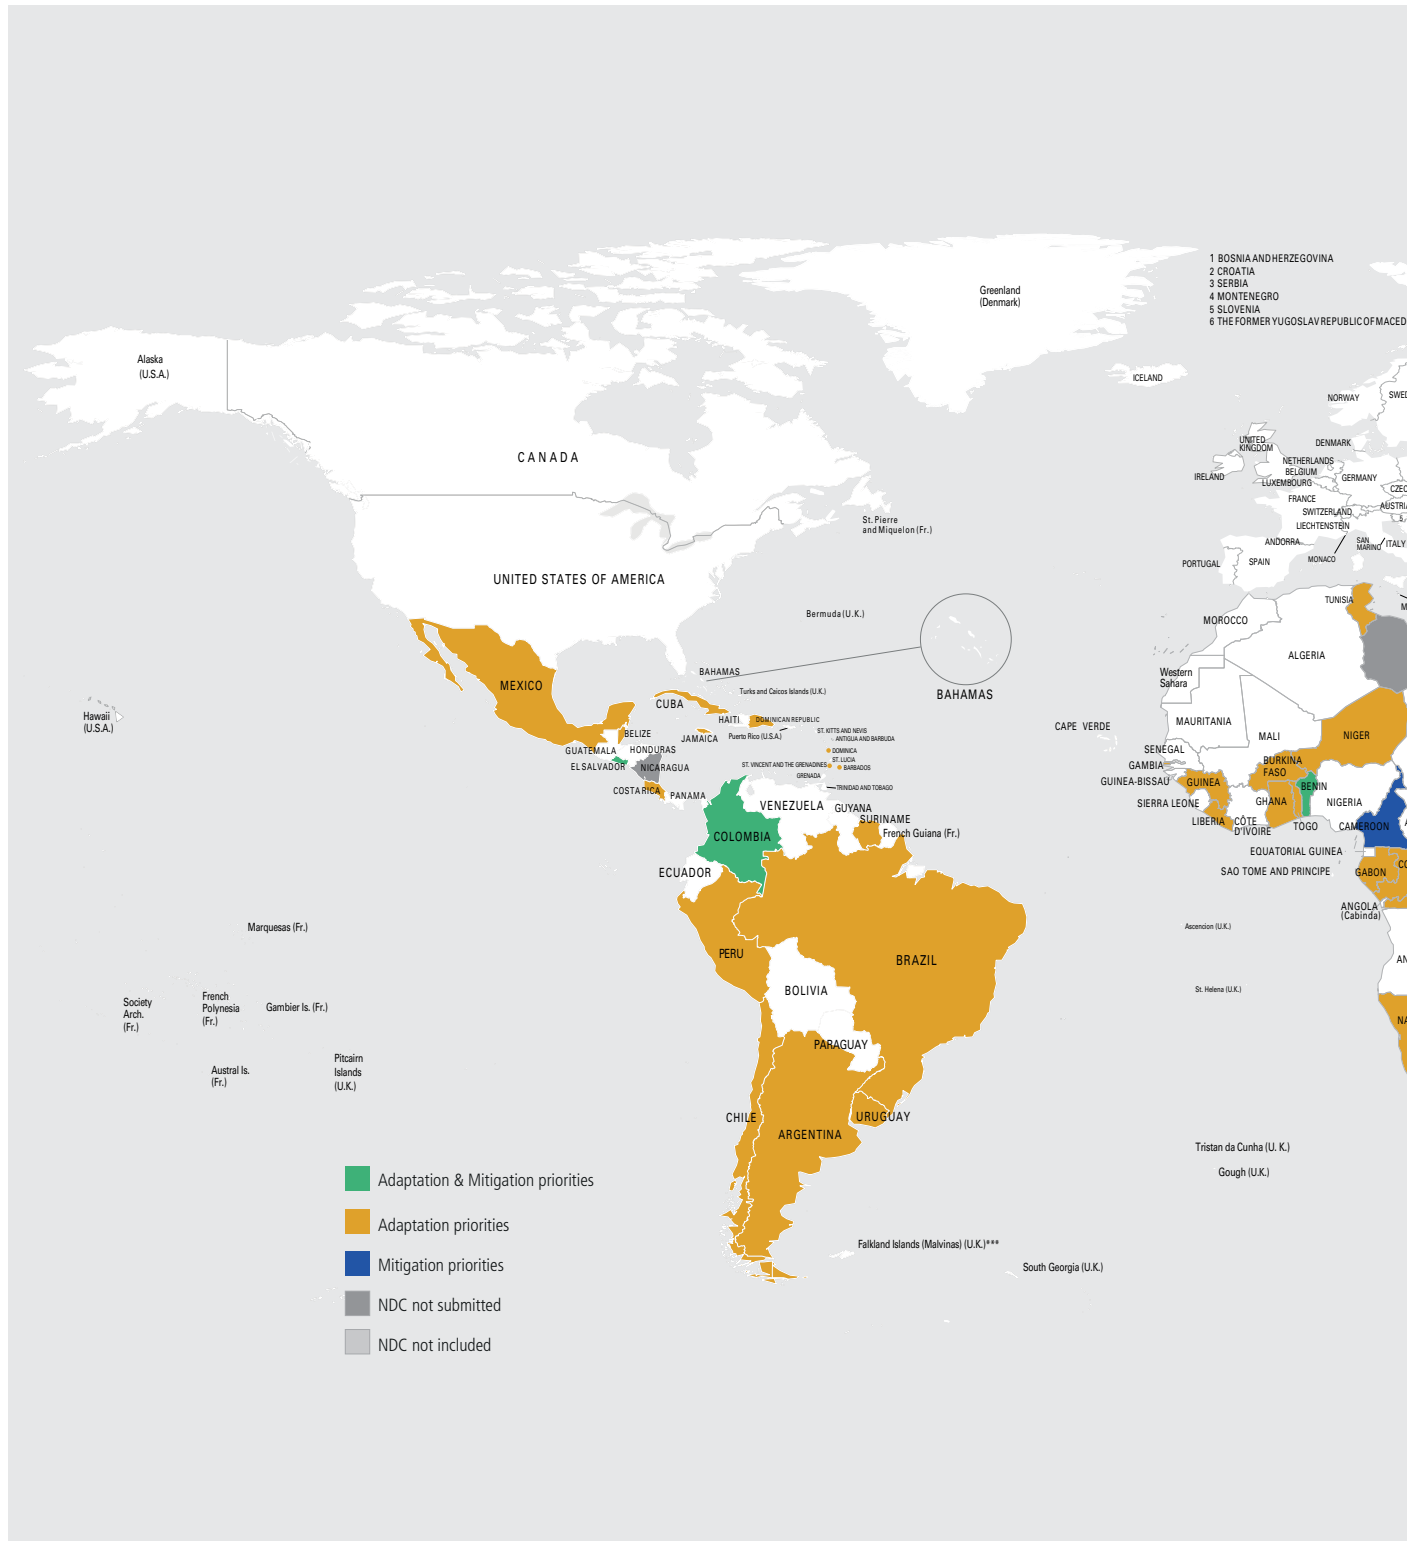 1 BOSNIA AND HERZEGOVINA
2 CROATIA
3 SERBIA
4 MONTENEGRO
5 SLOVENIA
6 THE FORMER YUGOSLAV REPUBLIC OF MACED
Greenland
(Denmark)
Alaska
(U.S.A.)
ICELAND
NORWAY
SWED
CANADA
UNITED
KINGDOM
DENMARK
IRELAND
NETHERLANDS
BELGIUM
LUXEMBOURG
GERMANY
CZEC
FRANCE
AUSTRIA
SWITZERLAND
5
LIECHTENSTEIN
St. Pierre
and Miquelon (Fr.)
ANDORRA
SAN
MARINO
ITALY
MONACO
PORTUGAL
SPAIN
UNITED STATES OF AMERICA
TUNISIA
M
Bermuda (U.K.)
MOROCCO
ALGERIA
BAHAMAS
BAHAMAS
Western
Sahara
MEXICO
Turks and Caicos Islands (U.K.)
CUBA
Hawaii
(U.S.A.)
HAITI
DOMINICAN REPUBLIC
MAURITANIA
CAPE VERDE
BELIZE
JAMAICA
Puerto Rico (U.S.A.)
ST. KITTS AND NEVIS
ANTIGUA AND BARBUDA
MALI
NIGER
GUATEMALA
HONDURAS
DOMINICA
SENEGAL
EL SALVADOR
NICARAGUA
ST. VINCENT AND THE GRENADINES
ST. LUCIA
BARBADOS
GAMBIA
BURKINA
FASO
GRENADA
GUINEA-BISSAU
GUINEA
BENIN
COSTA RICA
PANAMA
TRINIDAD AND TOBAGO
SIERRA LEONE
GHANA
NIGERIA
VENEZUELA
GUYANA
SURINAME
LIBERIA
CÔTE
D'IVOIRE
TOGO
CAMEROON
A
COLOMBIA
French Guiana (Fr.)
EQUATORIAL GUINEA
ECUADOR
SAO TOME AND PRINCIPE
GABON
CO
ANGOLA
(Cabinda)
Marquesas (Fr.)
Ascencion (U.K.)
PERU
BRAZIL
AN
BOLIVIA
St. Helena (U.K.)
Society
Arch.
(Fr.)
French
Polynesia
(Fr.)
Gambier Is. (Fr.)
NA
PARAGUAY
Austral Is.
(Fr.)
Pitcairn
Islands
(U.K.)
CHILE
URUGUAY
ARGENTINA
Tristan da Cunha (U. K.)
Gough (U.K.)
Adaptation & Mitigation priorities
Adaptation priorities
Falkland Islands (Malvinas) (U.K.)***
Mitigation priorities
South Georgia (U.K.)
NDC not submitted
NDC not included